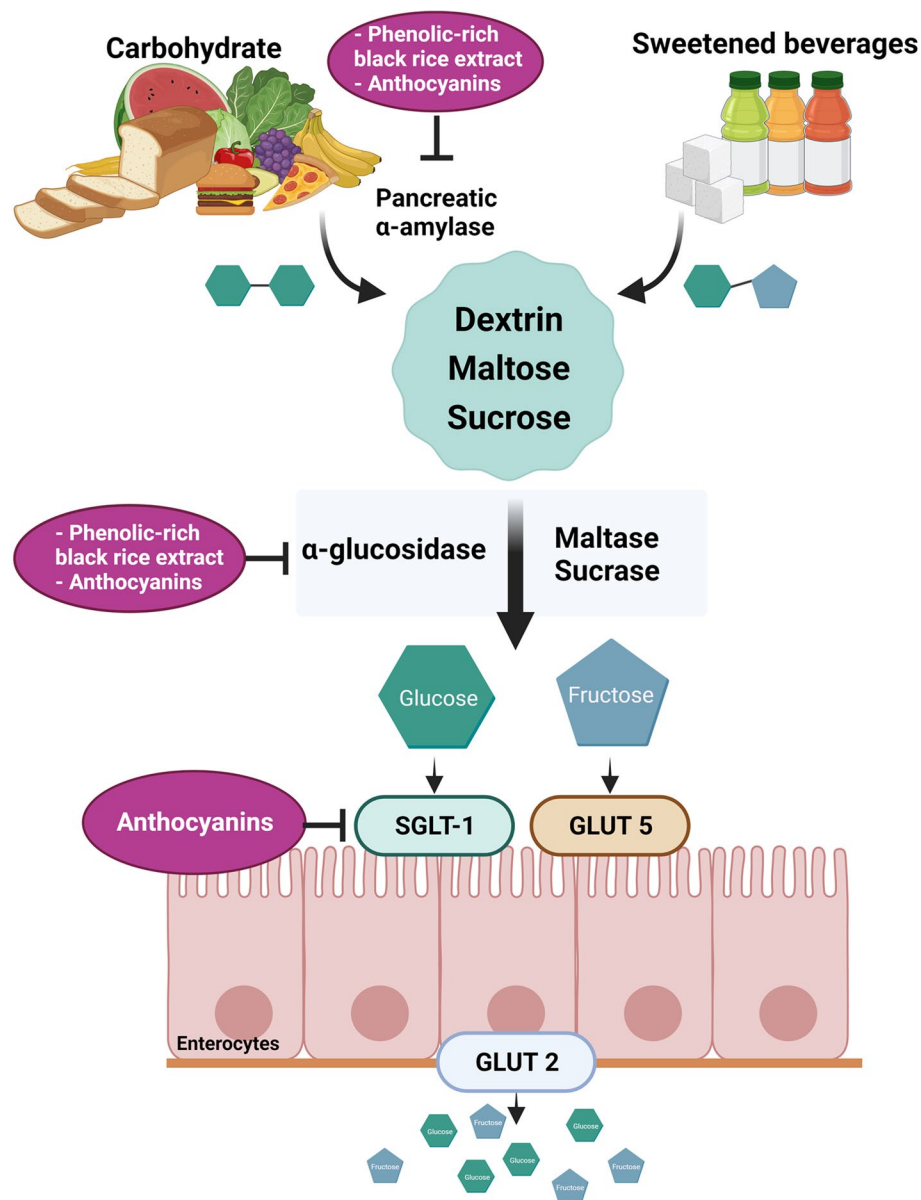 Carbohydrate
- Phenolic-rich
black rice extract
- Anthocyanins
Sweetened beverages
Pancreatic
α-amylase
Dextrin
Maltose
Sucrose
- Phenolic-rich
black rice extract
- Anthocyanins
α-glucosidase
Maltase
Sucrase
Glucose
Fructose
Anthocyanins
SGLT-1
GLUT 5
Enterocytes
GLUT 2
Fructose
Glucose
Glucose
Glucose
Fructose
Fructose
Glucose
Fructose